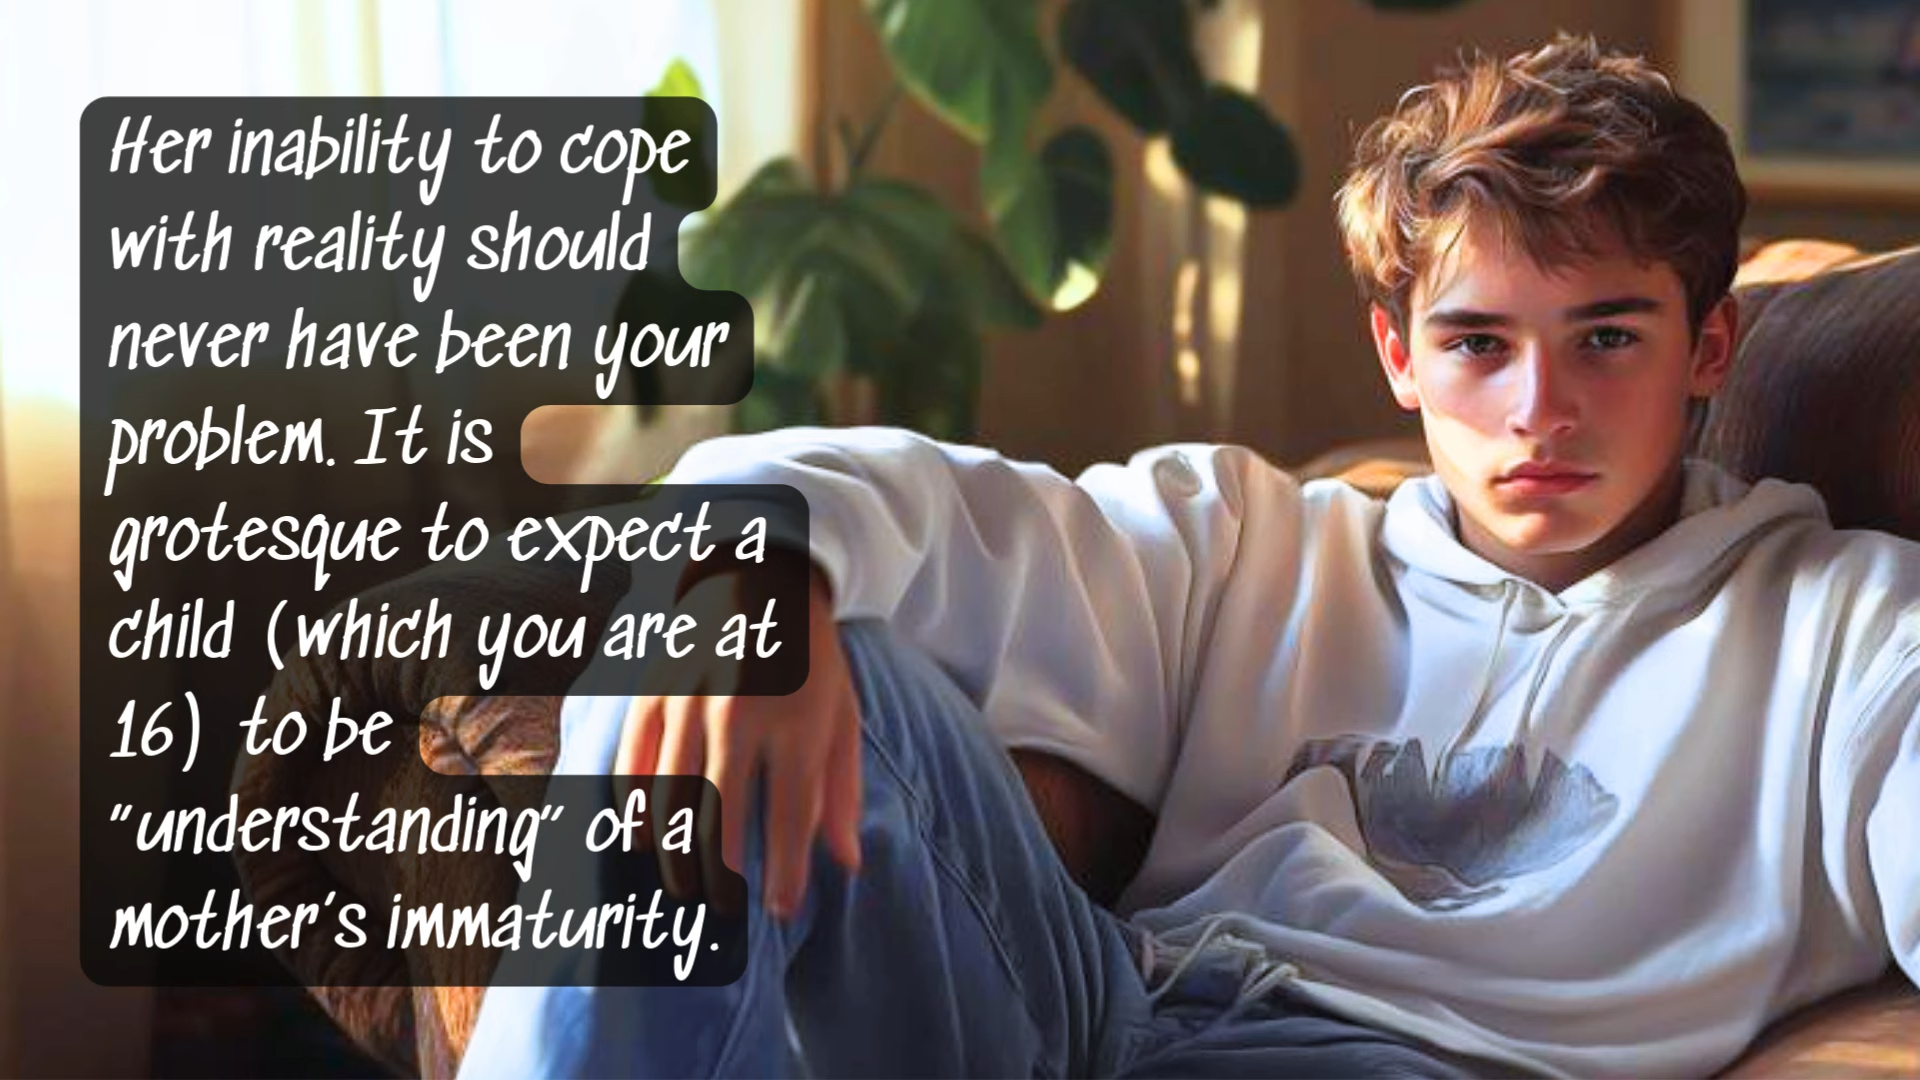 Her inability to cope
with reality should
never have been your
problem. It is
grotesque to expect a
child (which you are at
16) to be
"understanding" of a
mother's immaturity.